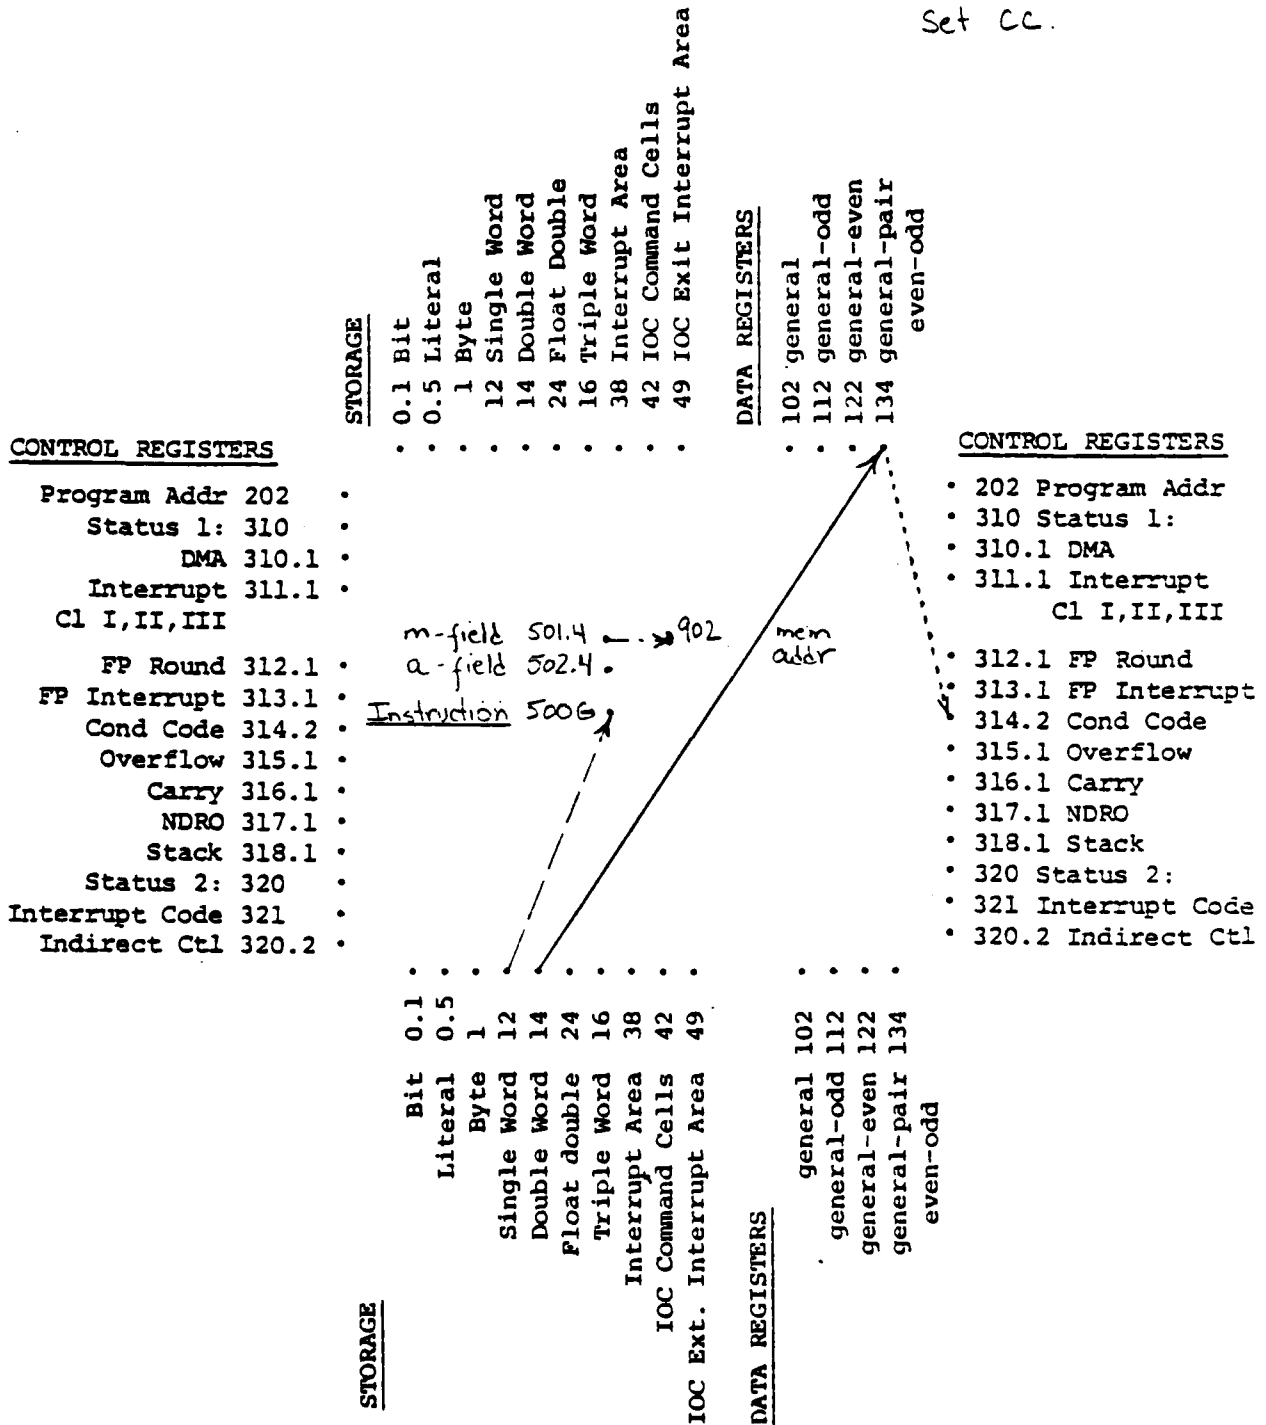 Set CC.
STORAGE
0.1 Bit
0.5 Literal
1 Byte
12 Single Word
14 Double Word
24 Float Double
16 Triple Word
38 Interrupt Area
42 IOC Command Cells
49 IOC Exit Interrupt Area
DATA REGISTERS
102 general
112 general-odd
122 general-even
134 general-pair
even-odd
CONTROL REGISTERS
Program Addr 202
Status 1: 310
DMA 310.1
Interrupt 311.1
Cl I,II,III
FP Round 312.1
FP Interrupt 313.1
Cond Code 314.2
Overflow 315.1
Carry 316.1
NDRO 317.1
Stack 318.1
Status 2: 320
Interrupt Code 321
Indirect Ctl 320.2
m-field 501.4
902
a-field 502.4
Instruction 500G
mem
addr
CONTROL REGISTERS
202 Program Addr
310 Status 1:
310.1 DMA
311.1 Interrupt
Cl I,II,III
312.1 FP Round
313.1 FP Interrupt
314.2 Cond Code
315.1 Overflow
316.1 Carry
317.1 NDRO
318.1 Stack
320 Status 2:
321 Interrupt Code
320.2 Indirect Ctl
STORAGE
Bit 0.1
Literal 0.5
Byte 1
Single Word 12
Double Word 14
Float double 24
Triple Word 16
Interrupt Area 38
IOC Command Cells 42
IOC Ext. Interrupt Area 49
DATA REGISTERS
general 102
general-odd 112
general-even 122
general-pair 134
even-odd